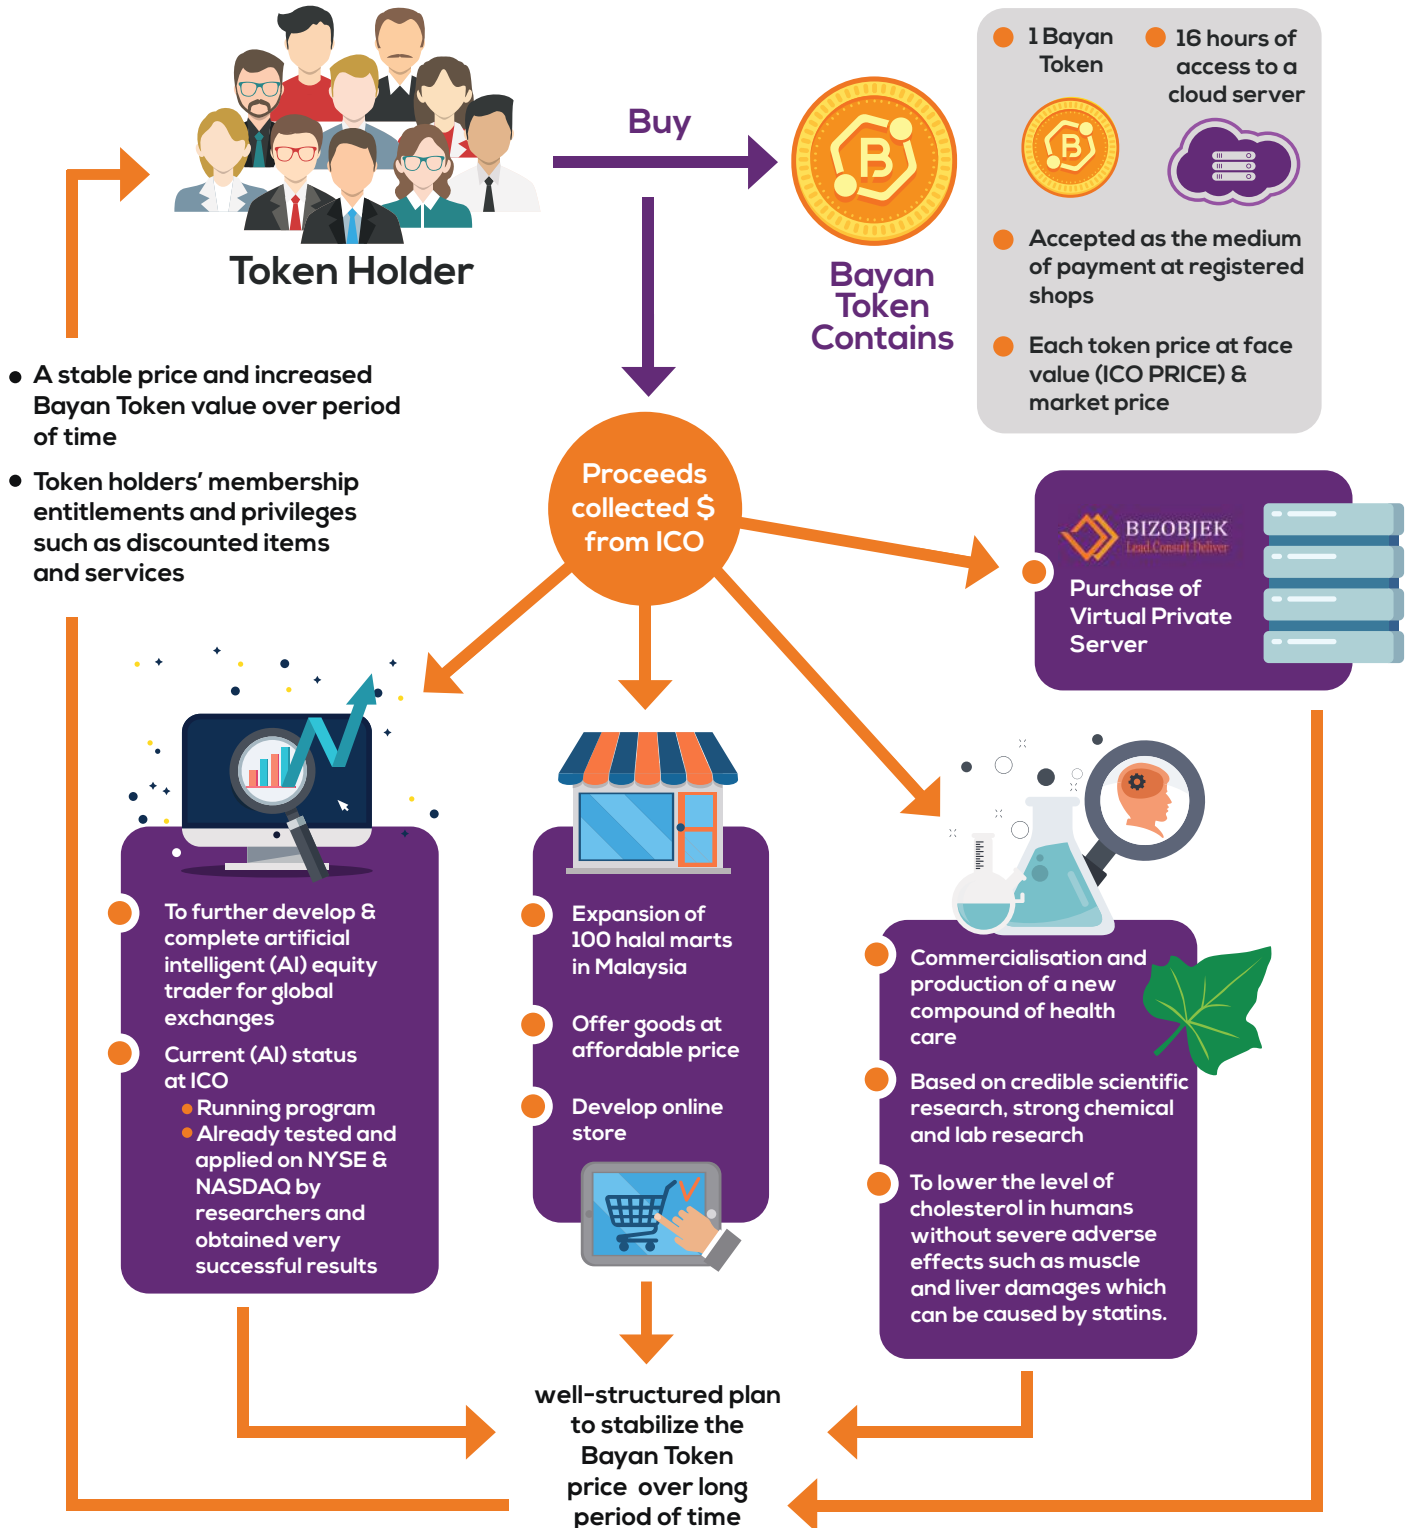 Buy
Token Holder
Bayan
Token
Contains
1 Bayan
Token
16 hours of
access to a
cloud server
Accepted as the medium
of payment at registered
shops
Each token price at face
value (ICO PRICE) &
market price
A stable price and increased
Bayan Token value over period
of time
Token holders' membership
entitlements and privileges
such as discounted items
and services
Proceeds
collected $
from ICO
BIZOBJEK
Lead.Consult.Deliver
Purchase of
Virtual Private
Server
To further develop &
complete artificial
intelligent (AI) equity
trader for global
exchanges
Current (AI) status
at ICO
Running program
Already tested and
applied on NYSE &
NASDAQ by
researchers and
obtained very
successful results
Expansion of
100 halal marts
in Malaysia
Offer goods at
affordable price
Develop online
store
Commercialisation and
production of a new
compound of health
care
Based on credible scientific
research, strong chemical
and lab research
To lower the level of
cholesterol in humans
without severe adverse
effects such as muscle
and liver damages which
can be caused by statins.
well-structured plan
to stabilize the
Bayan Token
price over long
period of time